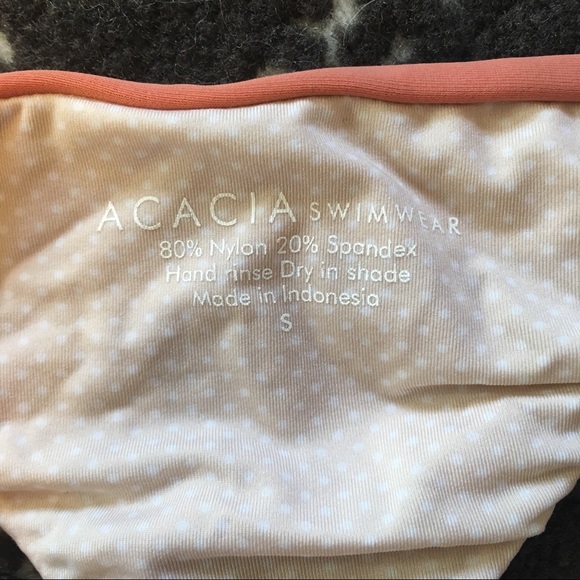 ACACIA SWIMWEAR
80% Nylon 20% Spandex
Hand rinse Dry in shade
Made in Indonesia
S